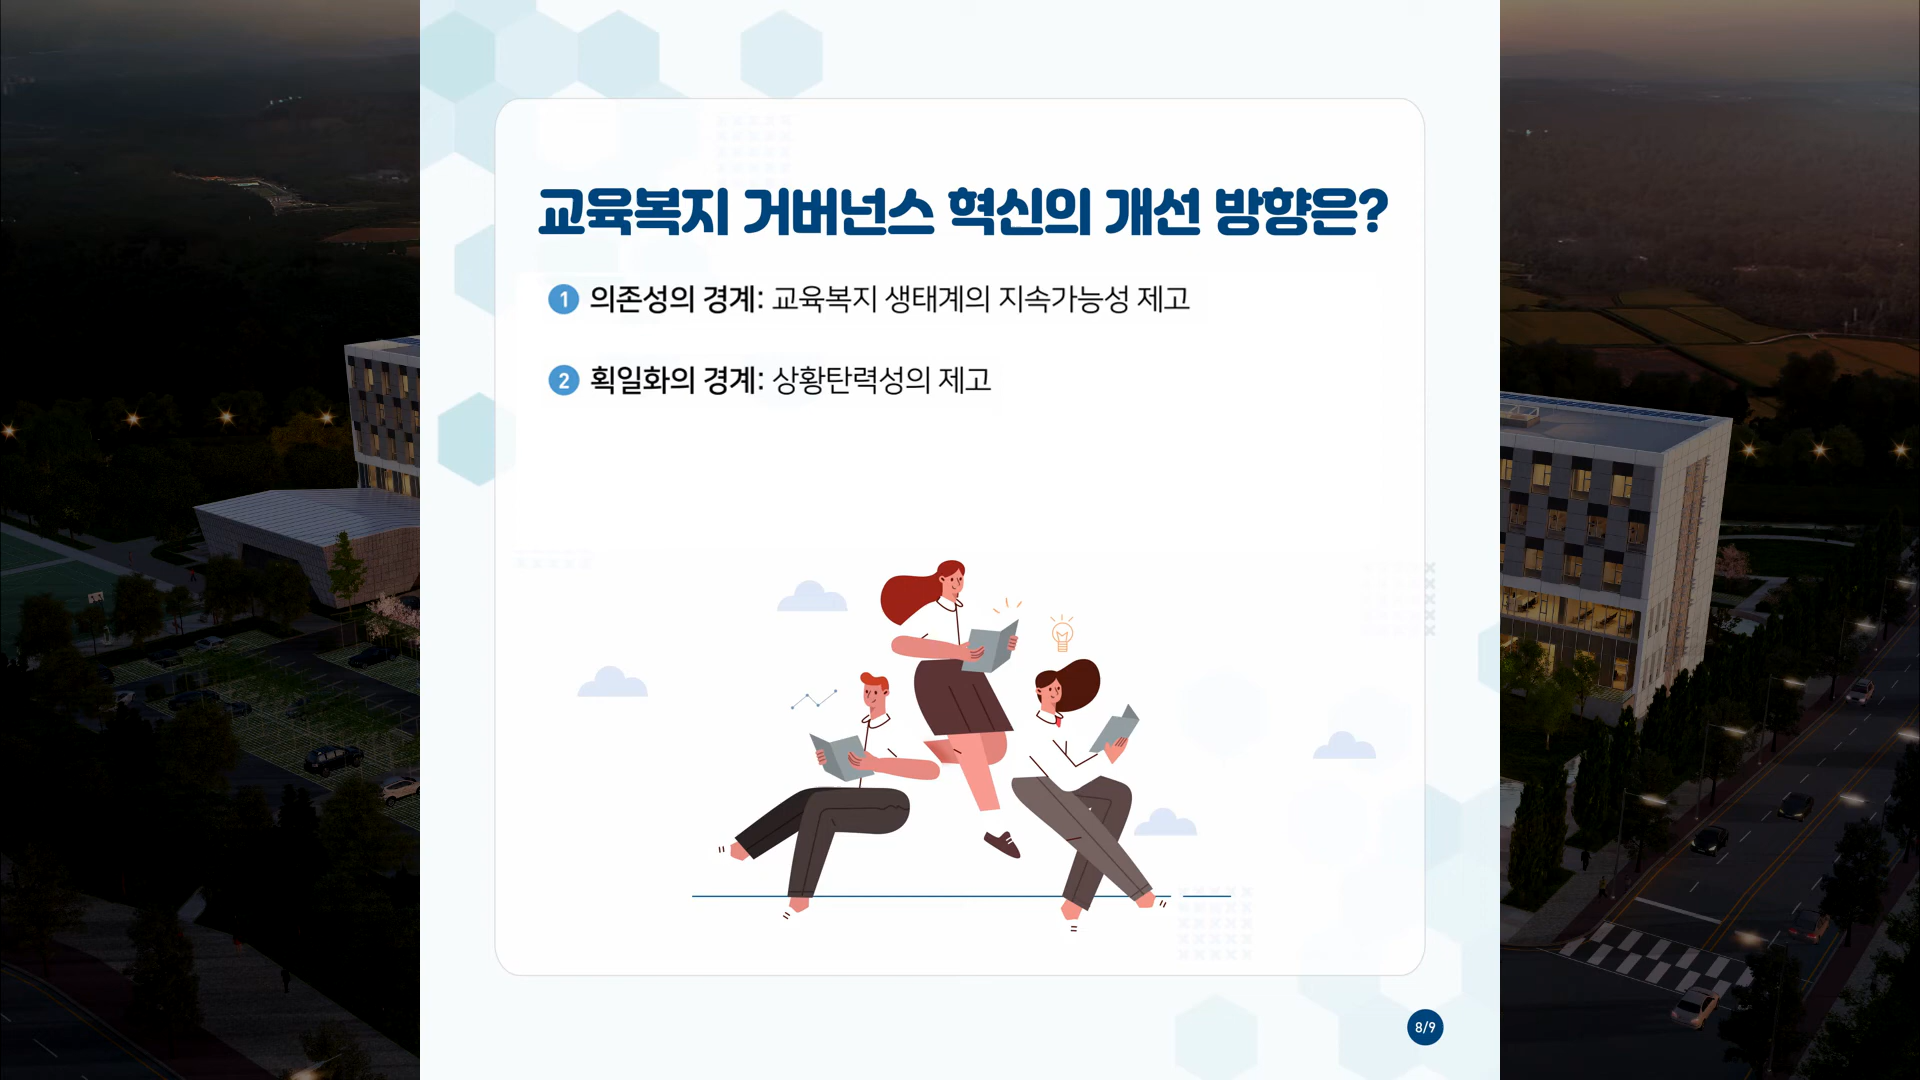 교육복지 거버넌스 혁신의 개선 방향은?
1 의존성의 경계: 교육복지 생태계의 지속가능성 제고
2 획일화의 경계: 상황탄력성의 제고
8/9